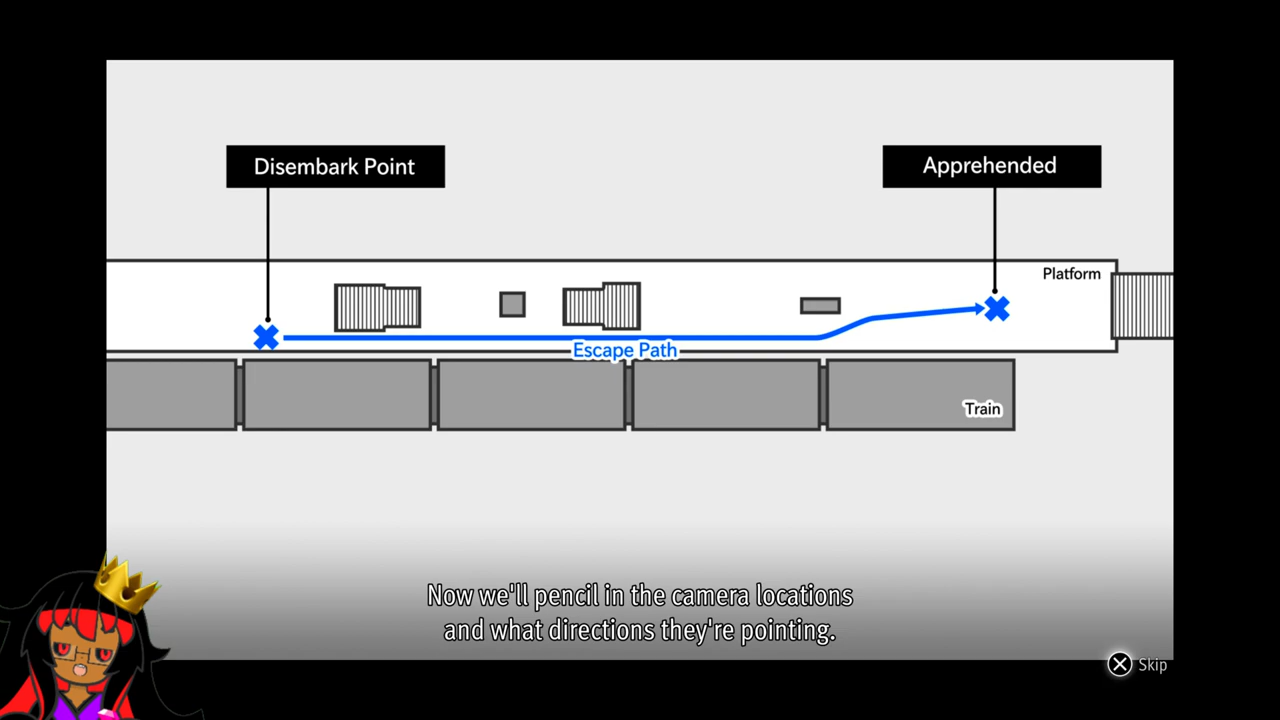 Disembark Point
Apprehended
Platform
Escape Path
Train
Now we'll pencil in the camera locations
and what directions they're pointing.
Skip